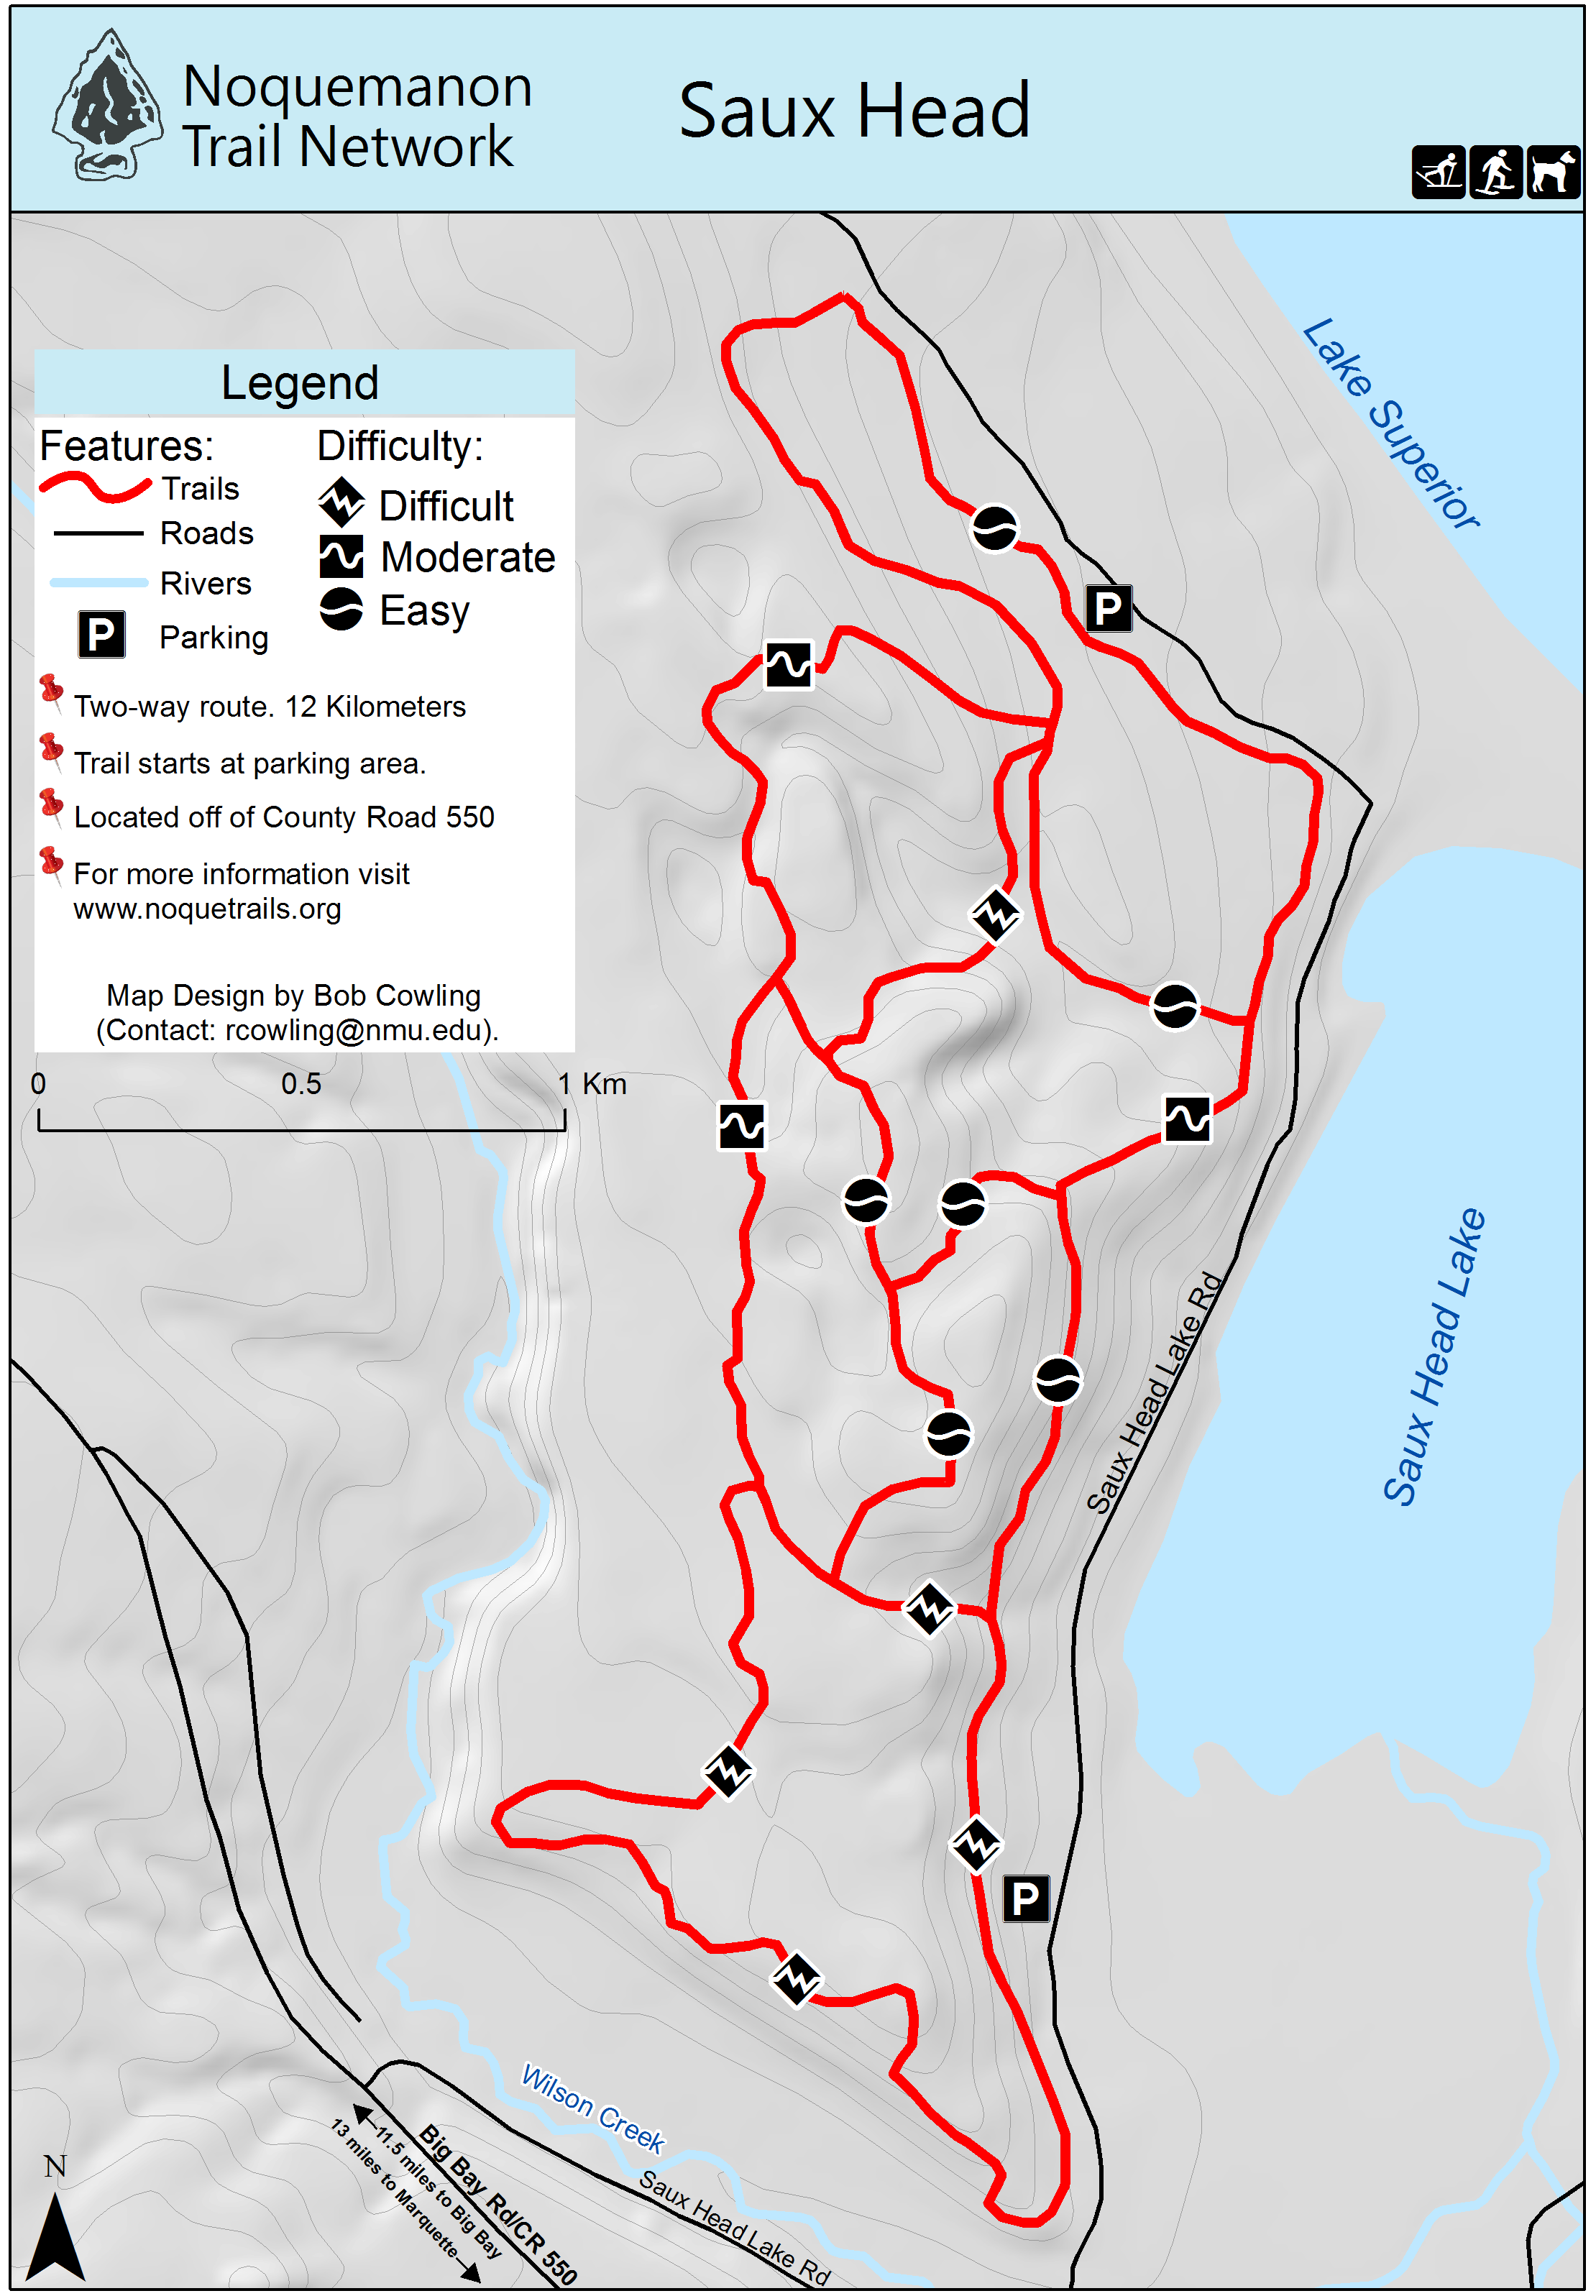 Noquemanon
Trail Network
Saux Head
Lake Superior
Legend
Features:
Difficulty:
Trails
Roads
Rivers
P
Parking
Difficult
Moderate
Easy
Two-way route. 12 Kilometers
Trail starts at parking area.
Located off of County Road 550
For more information visit
www.noquetrails.org
Map Design by Bob Cowling
(Contact: rcowling@nmu.edu).
0
0.5
1 Km
P
Saux Head Lake Rd
Saux Head Lake
P
Wilson Creek
Saux Head Lake Rd
Big Bay Rd/CR 550
11.5 miles to Big Bay
13 miles to Marquette
N